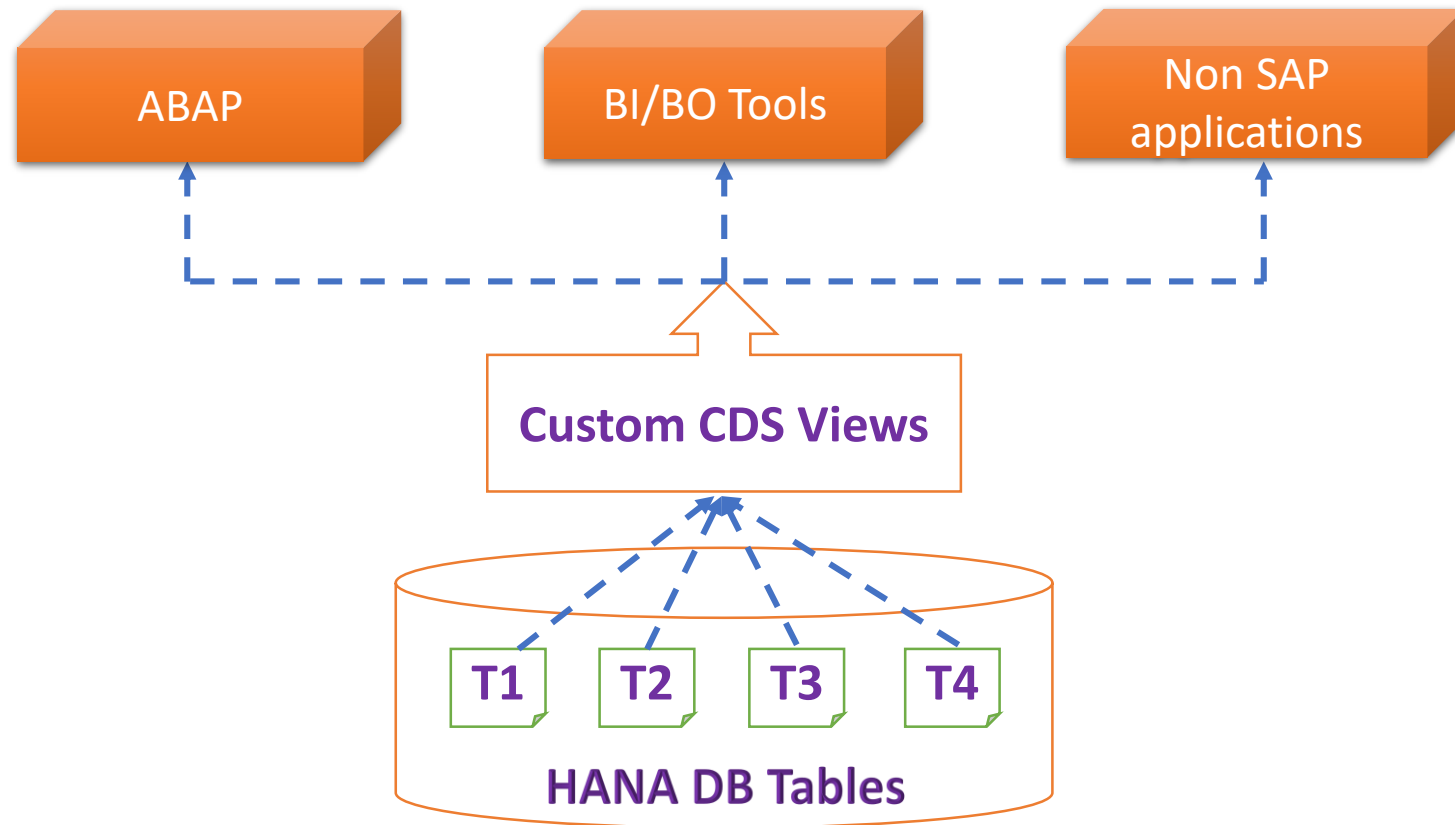 ABAP
BI/BO Tools
Non SAP
applications
Custom CDS Views
T1
T2
T3
T4
HANA DB Tables